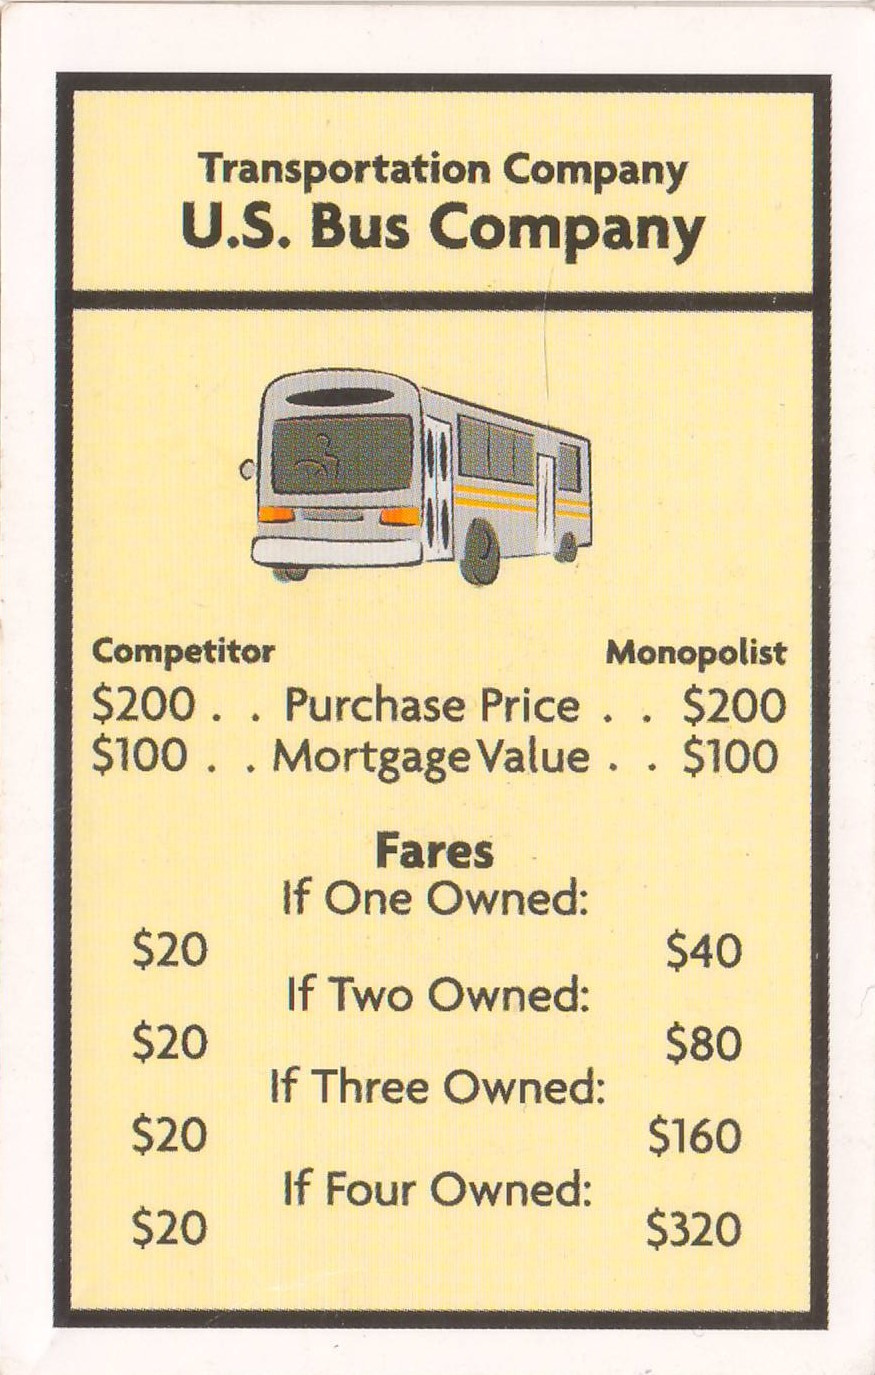 Transportation Company
U.S. Bus Company
Competitor Monopolist
$200 . . Purchase Price . . $200
$100 . . Mortgage Value . . $100
Fares
If One Owned:
$20 $40
If Two Owned:
$20 $80
If Three Owned:
$20 $160
If Four Owned:
$20 $320